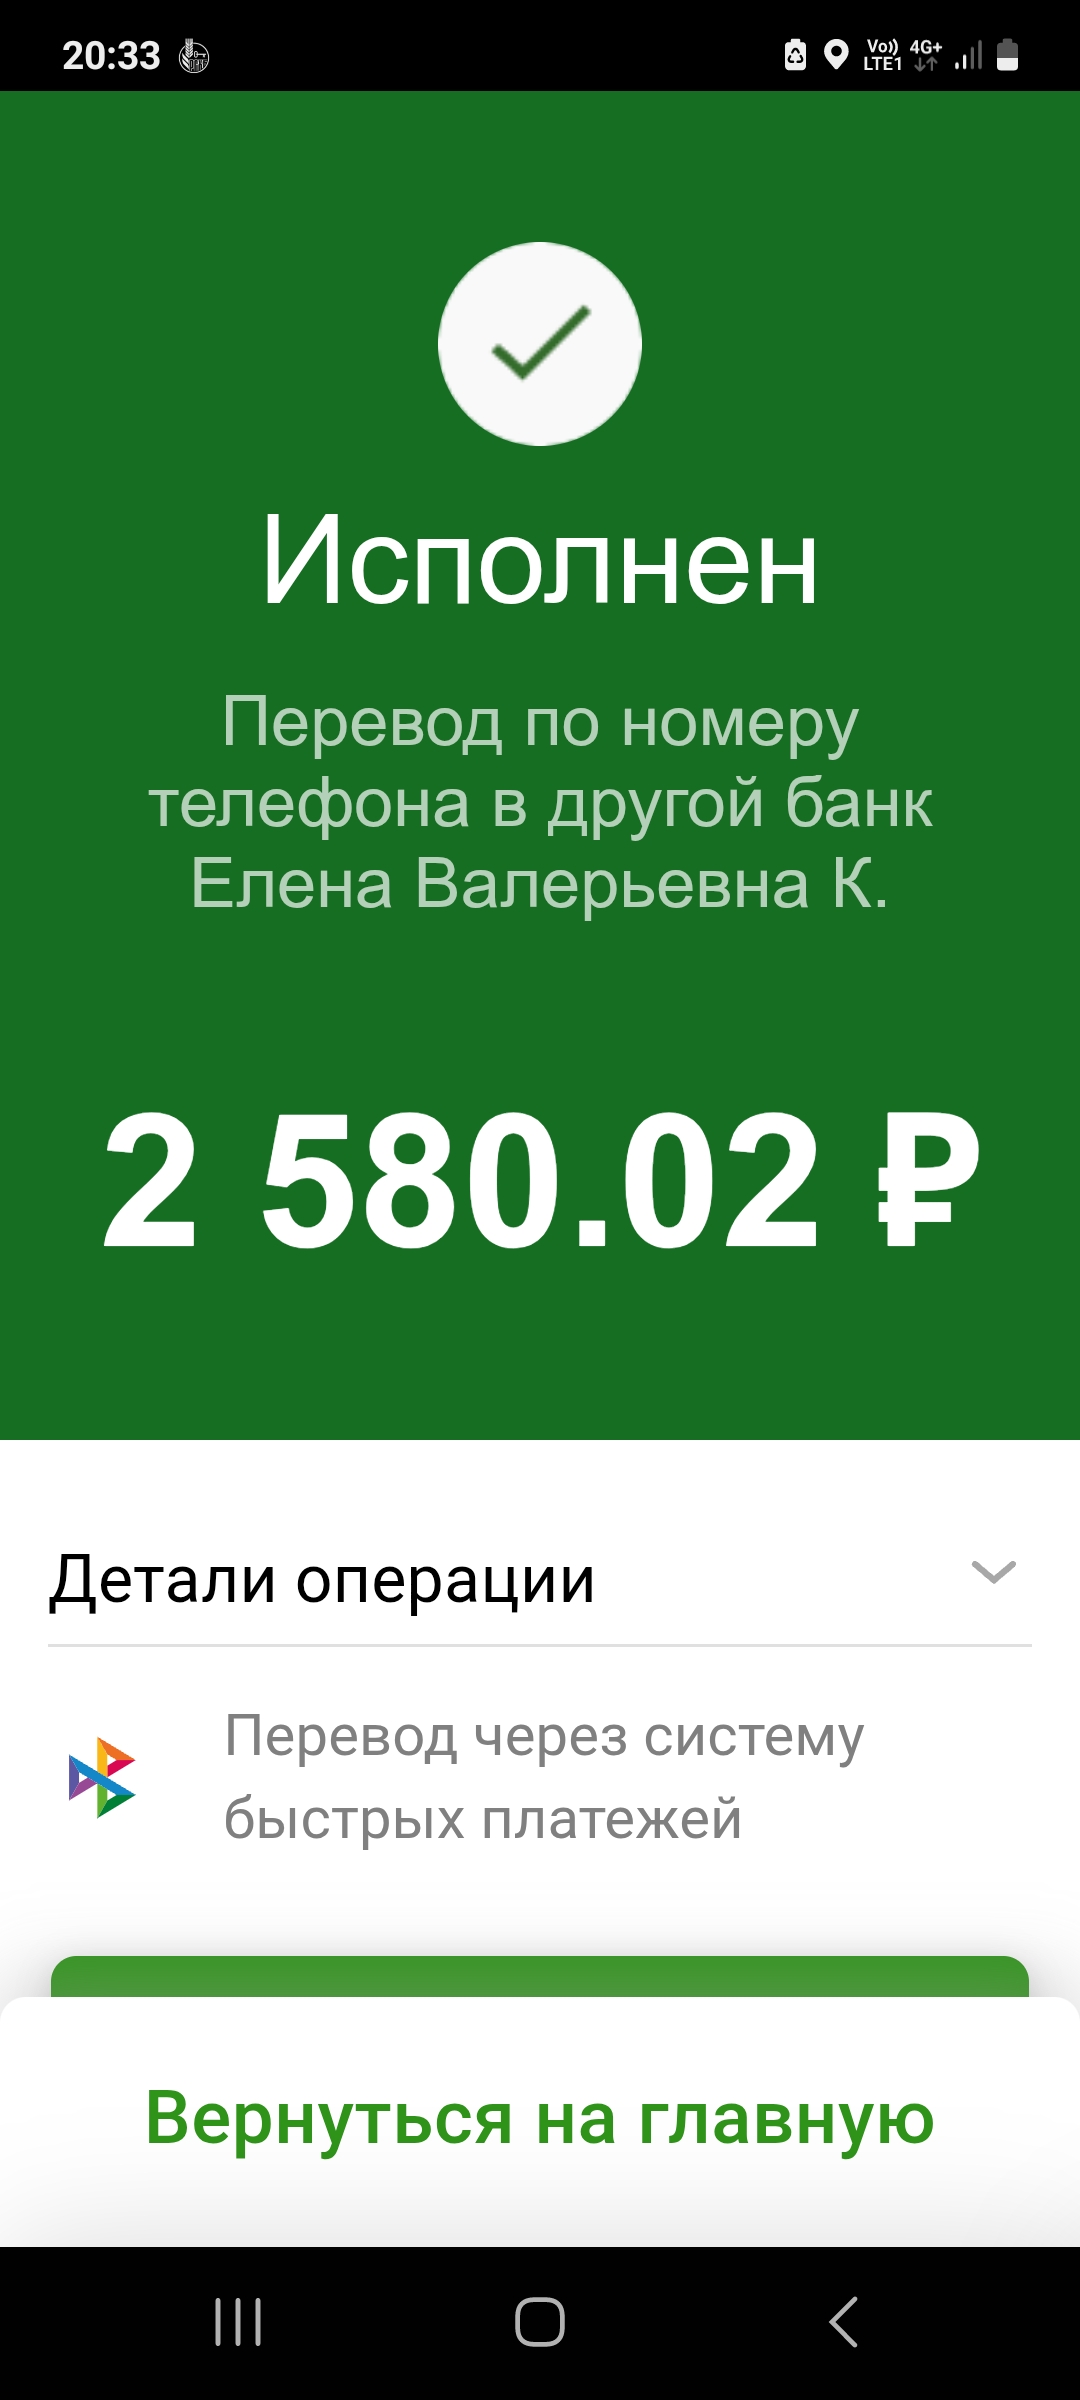 20:33
Vo)) LTE1 4G+
Исполнен
Перевод по номеру
телефона в другой банк
Елена Валерьевна К.
2 580.02 ₽
Детали операции
Перевод через систему
быстрых платежей
Вернуться на главную